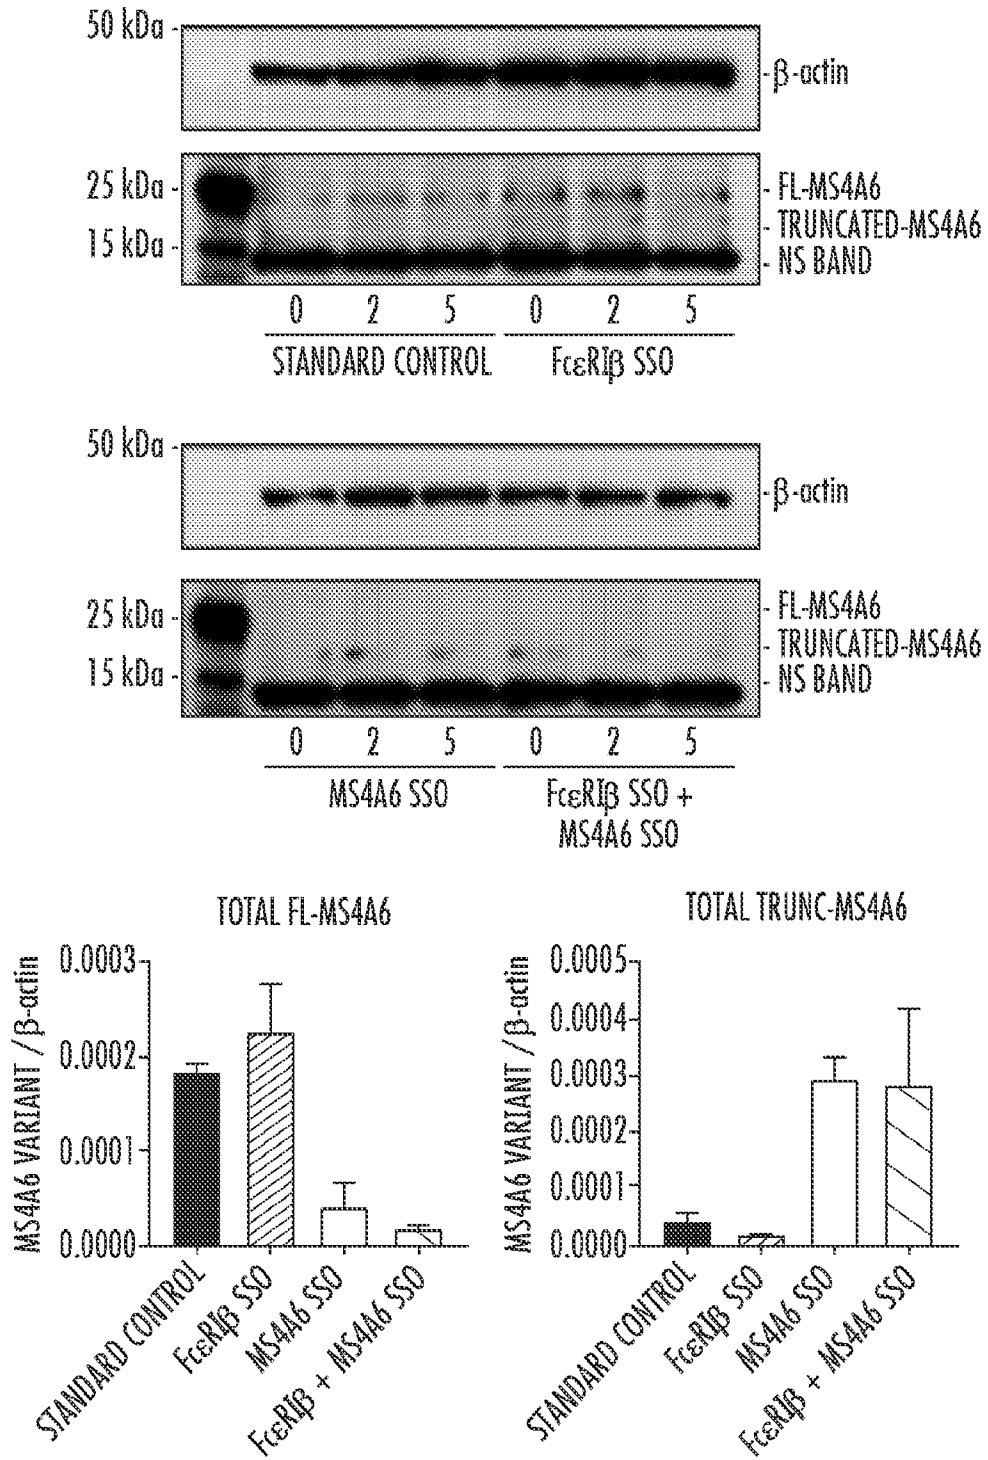 50 kDa
β-actin
25 kDa
FL-MS4A6
TRUNCATED-MS4A6
15 kDa
NS BAND
0 2 5 0 2 5
STANDARD CONTROL FcεRIβ SSO
50 kDa
β-actin
25 kDa
FL-MS4A6
TRUNCATED-MS4A6
15 kDa
NS BAND
0 2 5 0 2 5
MS4A6 SSO FcεRIβ SSO +
MS4A6 SSO
TOTAL FL-MS4A6
MS4A6 VARIANT / β-actin
0.0003
0.0002
0.0001
0.0000
STANDARD CONTROL
FcεRIβ SSO
MS4A6 SSO
FcεRIβ + MS4A6 SSO
TOTAL TRUNC-MS4A6
MS4A6 VARIANT / β-actin
0.0005
0.0004
0.0003
0.0002
0.0001
0.0000
STANDARD CONTROL
FcεRIβ SSO
MS4A6 SSO
FcεRIβ + MS4A6 SSO